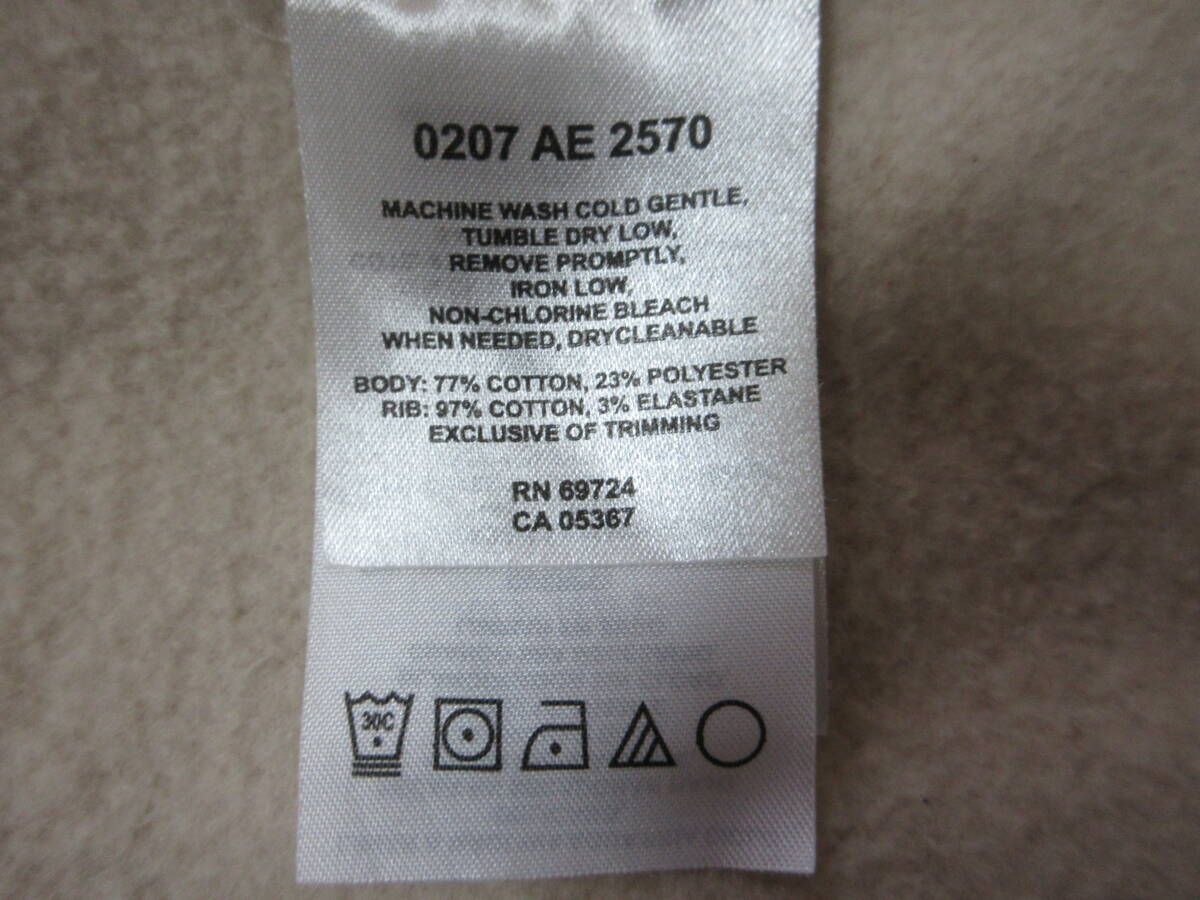 0207 AE 2570
MACHINE WASH COLD GENTLE,
TUMBLE DRY LOW,
REMOVE PROMPTLY,
IRON LOW,
NON-CHLORINE BLEACH
WHEN NEEDED, DRYCLEANABLE
BODY: 77% COTTON, 23% POLYESTER
RIB: 97% COTTON, 3% ELASTANE
EXCLUSIVE OF TRIMMING
RN 69724
CA 05367
30C